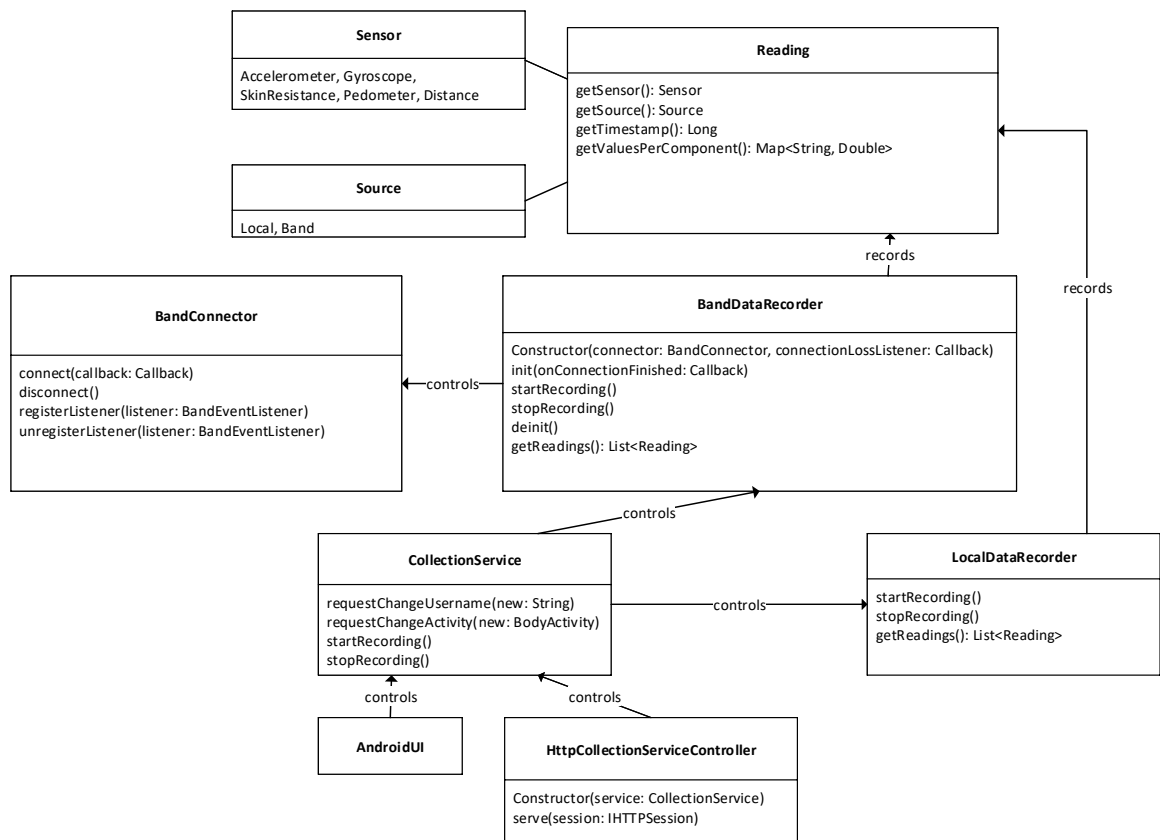 Sensor
Accelerometer, Gyroscope,
SkinResistance, Pedometer, Distance
Reading
getSensor(): Sensor
getSource(): Source
getTimestamp(): Long
getValuesPerComponent(): Map<String, Double>
Source
Local, Band
records
records
BandConnector
connect(callback: Callback)
disconnect()
registerListener(listener: BandEventListener)
unregisterListener(listener: BandEventListener)
controls
BandDataRecorder
Constructor(connector: BandConnector, connectionLossListener: Callback)
init(onConnectionFinished: Callback)
startRecording()
stopRecording()
deinit()
getReadings(): List<Reading>
controls
CollectionService
requestChangeUsername(new: String)
requestChangeActivity(new: BodyActivity)
startRecording()
stopRecording()
controls
LocalDataRecorder
startRecording()
stopRecording()
getReadings(): List<Reading>
controls
controls
AndroidUI
HttpCollectionServiceController
Constructor(service: CollectionService)
serve(session: IHTTPSession)